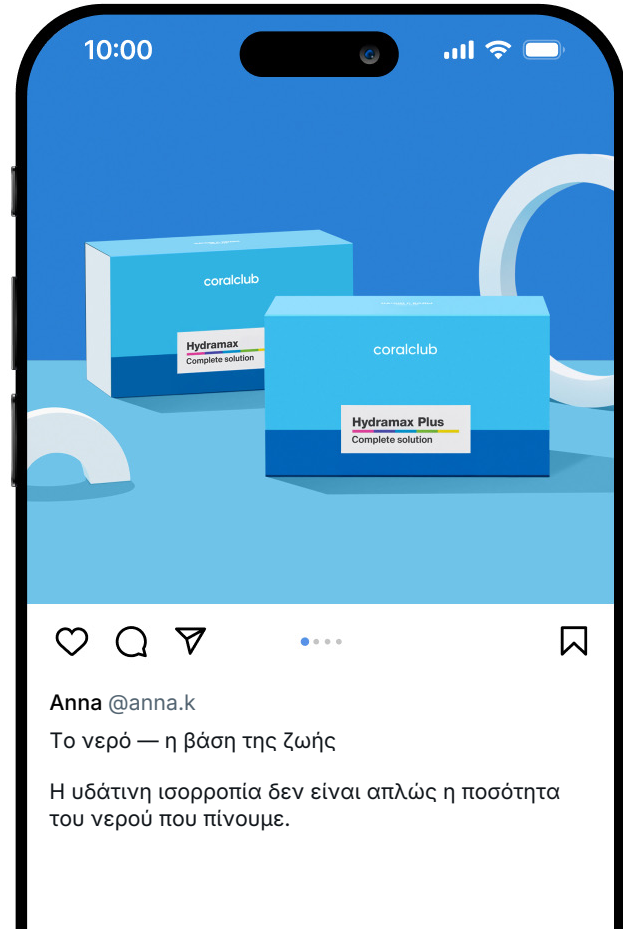 10:00
coralclub
Hydramax
Complete solution
coralclub
Hydramax Plus
Complete solution
Anna @anna.k
Το νερό — η βάση της ζωής
Η υδάτινη ισορροπία δεν είναι απλώς η ποσότητα
του νερού που πίνουμε.